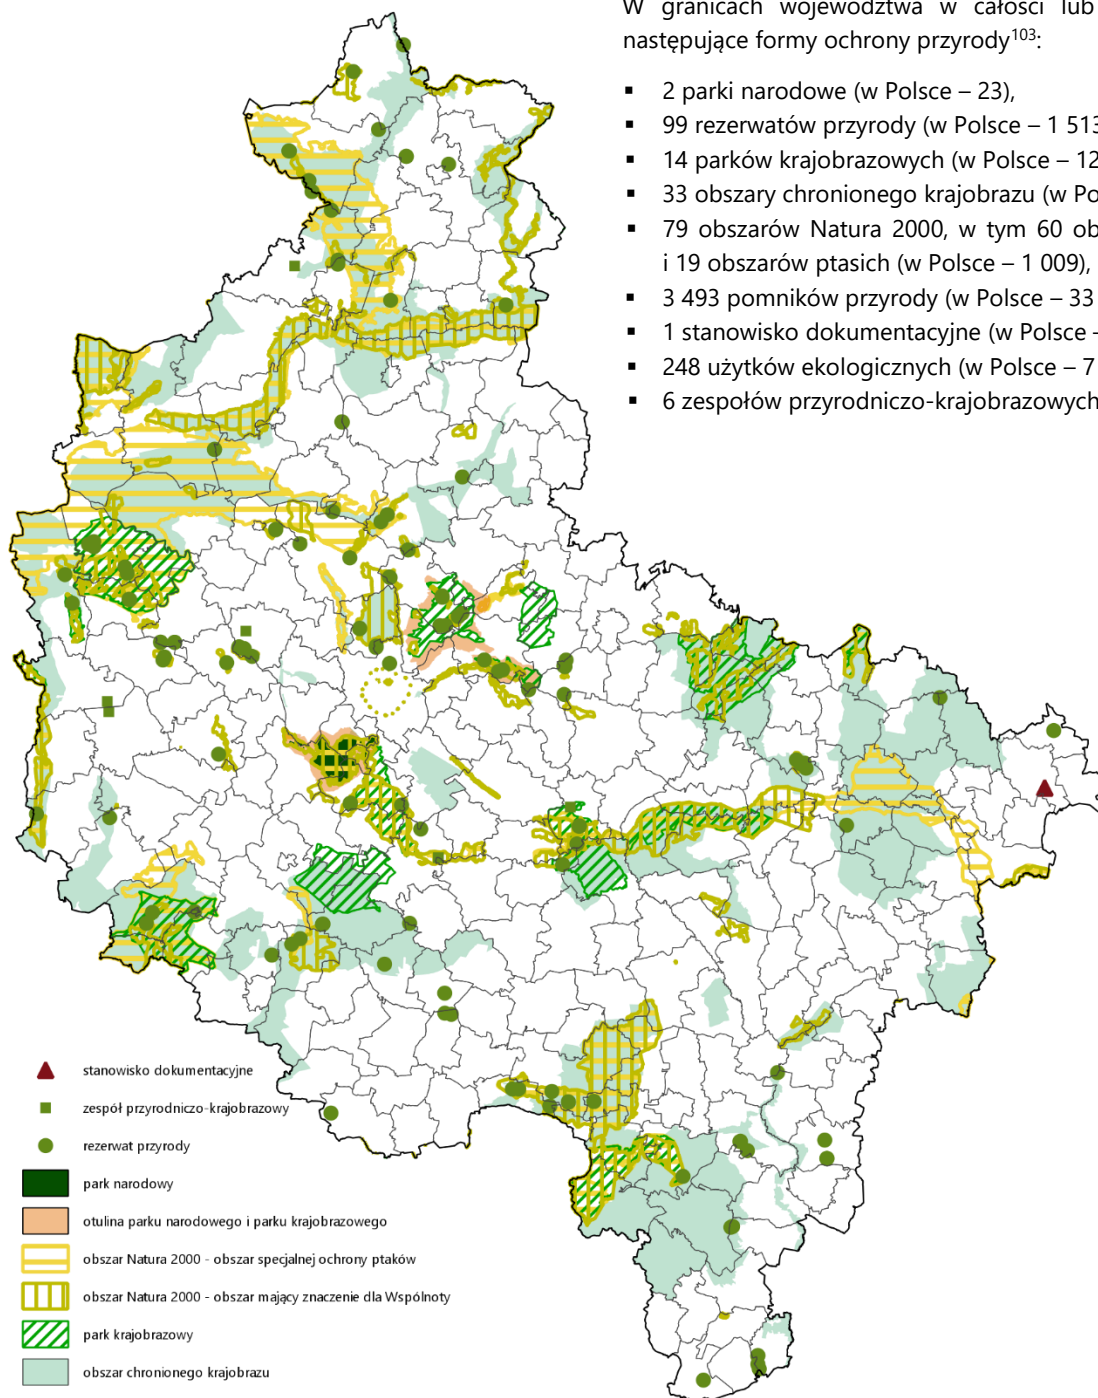 W granicach województwa w całości lub
następujące formy ochrony przyrody¹⁰³:
▪ 2 parki narodowe (w Polsce – 23),
▪ 99 rezerwatów przyrody (w Polsce – 1 513
▪ 14 parków krajobrazowych (w Polsce – 12
▪ 33 obszary chronionego krajobrazu (w Po
▪ 79 obszarów Natura 2000, w tym 60 ob
i 19 obszarów ptasich (w Polsce – 1 009),
▪ 3 493 pomników przyrody (w Polsce – 33
▪ 1 stanowisko dokumentacyjne (w Polsce –
▪ 248 użytków ekologicznych (w Polsce – 7
▪ 6 zespołów przyrodniczo-krajobrazowych
stanowisko dokumentacyjne
zespół przyrodniczo-krajobrazowy
rezerwat przyrody
park narodowy
otulina parku narodowego i parku krajobrazowego
obszar Natura 2000 - obszar specjalnej ochrony ptaków
obszar Natura 2000 - obszar mający znaczenie dla Wspólnoty
park krajobrazowy
obszar chronionego krajobrazu